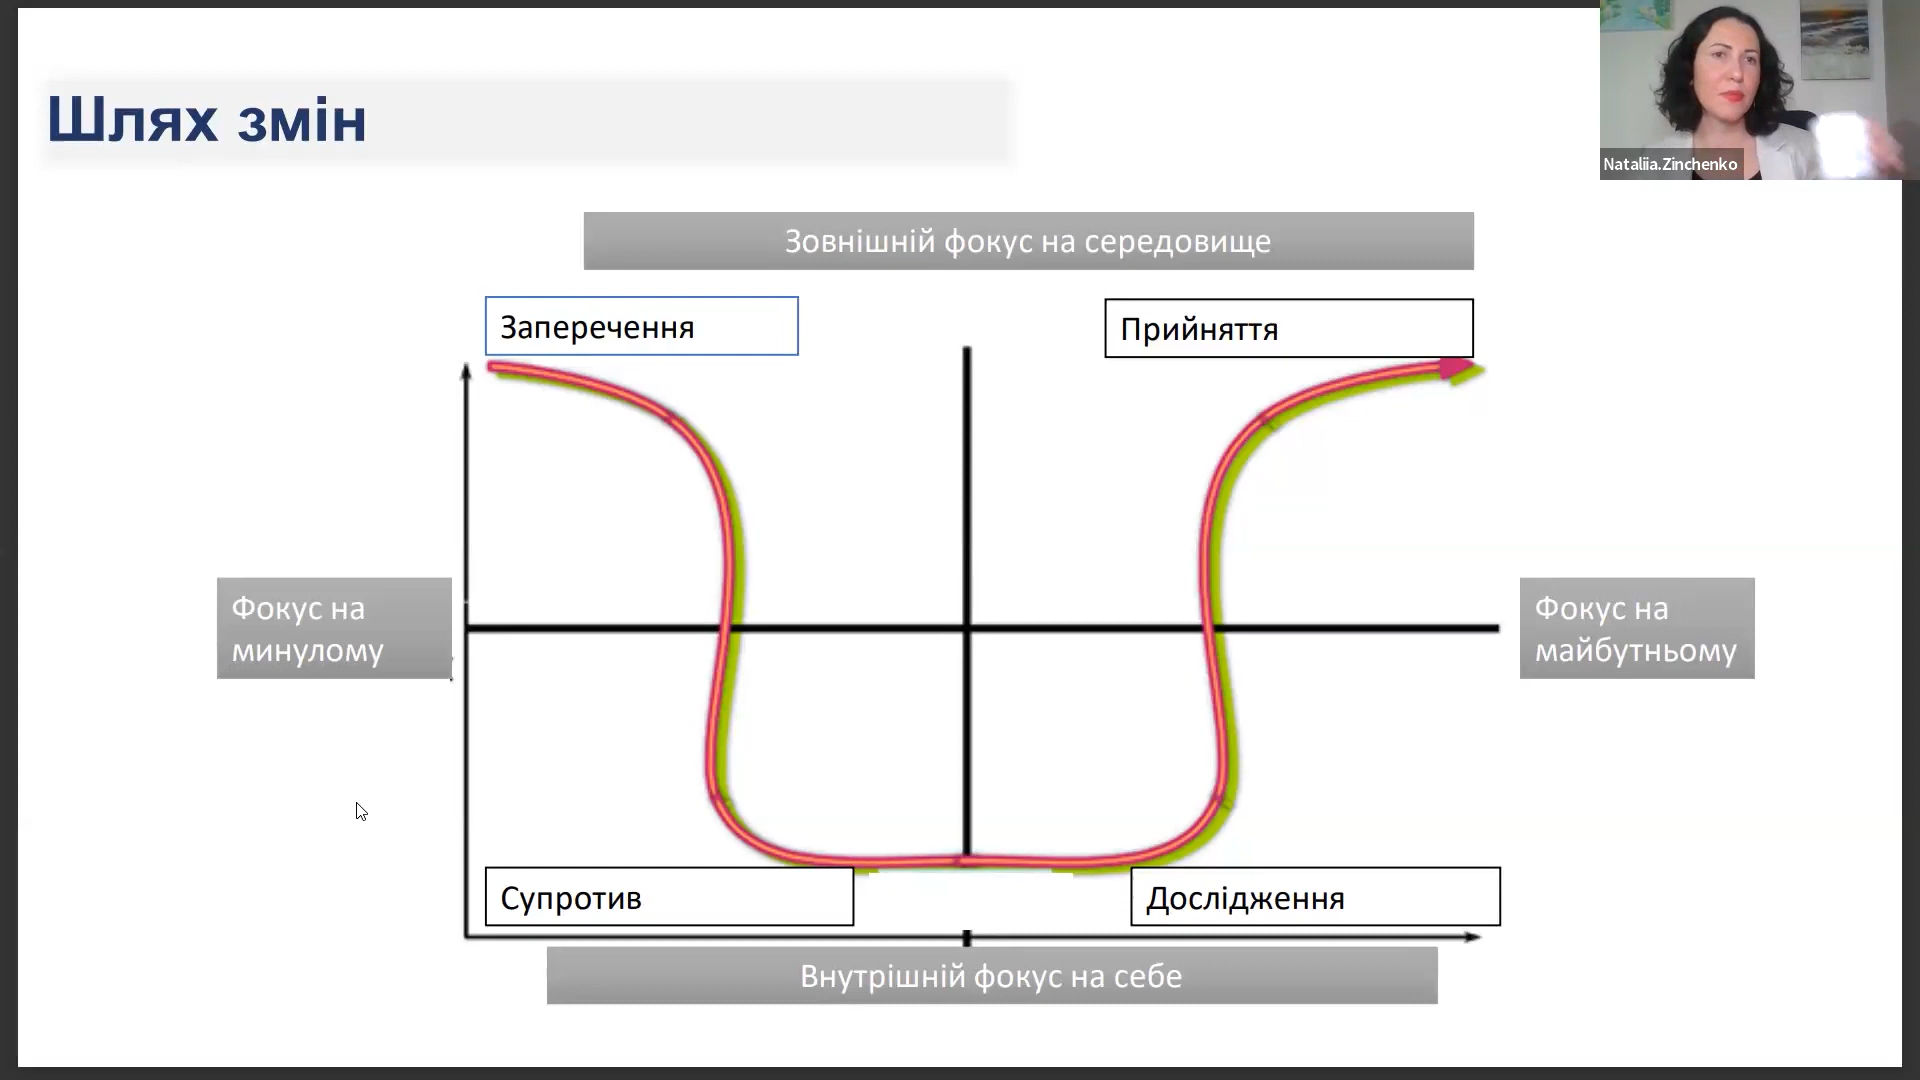 Шлях змін
Nataliia.Zinchenko
Зовнішній фокус на середовище
Заперечення
Прийняття
Фокус на
минулому
Фокус на
майбутньому
Супротив
Дослідження
Внутрішній фокус на себе